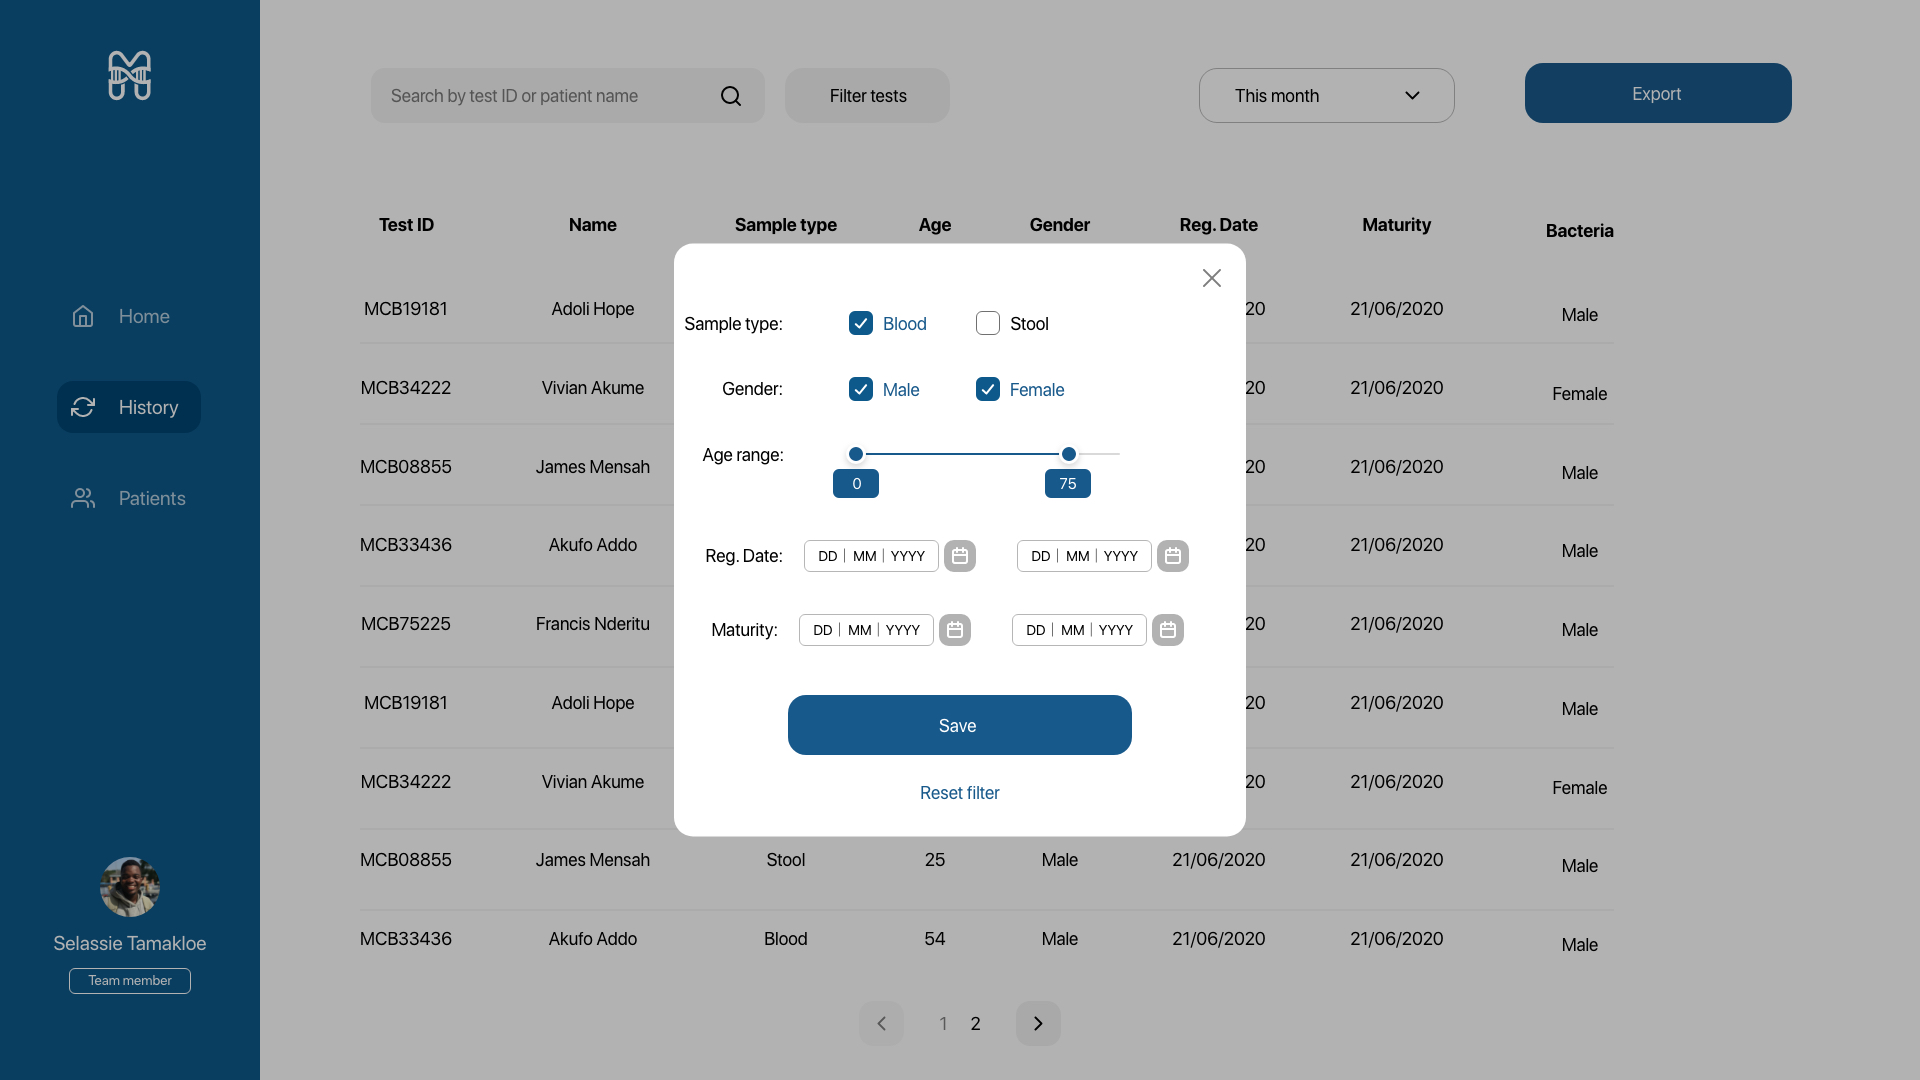 Search by test ID or patient name
Filter tests
This month
Export
Home
History
Patients
Selassie Tamakloe
Team member
Test ID Name Sample type Age Gender Reg. Date Maturity Bacteria
MCB19181 Adoli Hope 20 21/06/2020 Male
MCB34222 Vivian Akume 20 21/06/2020 Female
MCB08855 James Mensah 20 21/06/2020 Male
MCB33436 Akufo Addo 20 21/06/2020 Male
MCB75225 Francis Nderitu 20 21/06/2020 Male
MCB19181 Adoli Hope 20 21/06/2020 Male
MCB34222 Vivian Akume 20 21/06/2020 Female
MCB08855 James Mensah Stool 25 Male 21/06/2020 21/06/2020 Male
MCB33436 Akufo Addo Blood 54 Male 21/06/2020 21/06/2020 Male
Sample type: Blood Stool
Gender: Male Female
Age range:
0 75
Reg. Date: DD | MM | YYYY DD | MM | YYYY
Maturity: DD | MM | YYYY DD | MM | YYYY
Save
Reset filter
1 2